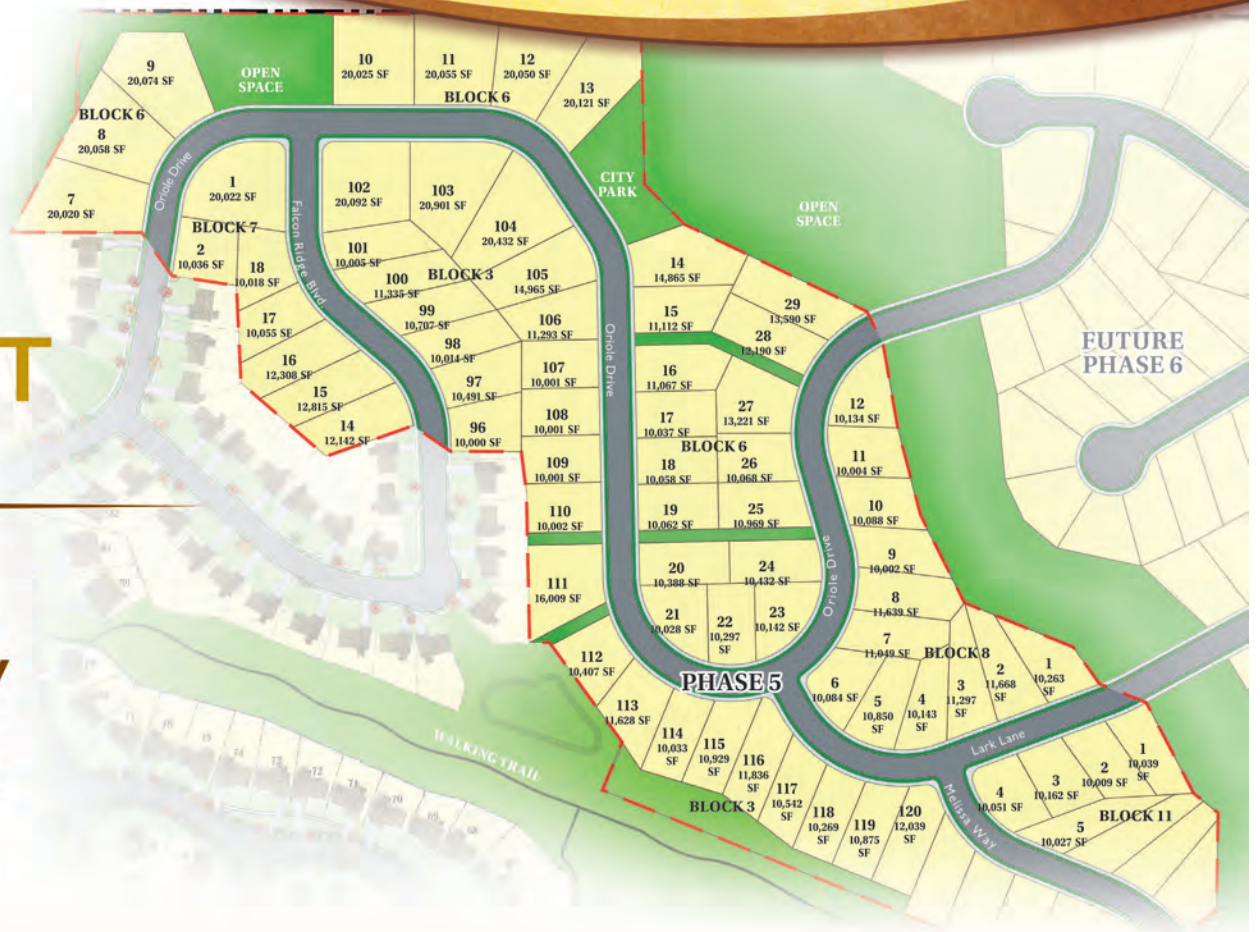 9
20,074 SF
OPEN
SPACE
10
20,025 SF
11
20,055 SF
12
20,050 SF
13
20,121 SF
BLOCK 6
BLOCK 6
8
20,058 SF
7
20,020 SF
Oriole Drive
1
20,022 SF
BLOCK 7
2
10,036 SF
18
10,018 SF
17
10,055 SF
16
12,308 SF
15
12,815 SF
14
12,142 SF
Falcon Ridge Blvd.
102
20,092 SF
103
20,901 SF
104
20,432 SF
101
10,005 SF
100
11,335 SF
BLOCK 3
105
14,965 SF
99
10,707 SF
106
11,293 SF
98
10,014 SF
97
10,491 SF
96
10,000 SF
107
10,001 SF
108
10,001 SF
109
10,001 SF
110
10,002 SF
111
16,009 SF
Oriole Drive
CITY
PARK
OPEN
SPACE
14
14,865 SF
15
11,112 SF
29
13,590 SF
28
12,190 SF
16
11,067 SF
17
10,037 SF
27
13,221 SF
BLOCK 6
18
10,058 SF
26
10,068 SF
19
10,062 SF
25
10,969 SF
20
10,388 SF
24
10,432 SF
21
10,028 SF
22
10,297
SF
23
10,142 SF
Oriole Drive
12
10,134 SF
11
10,004 SF
10
10,088 SF
9
10,002 SF
8
11,639 SF
7
11,049 SF
BLOCK 8
6
10,084 SF
5
10,850
SF
4
10,143
SF
3
11,297
SF
2
11,668
SF
1
10,263
SF
FUTURE
PHASE 6
T
Y
PHASE 5
112
10,407 SF
113
11,628 SF
114
10,033
SF
115
10,929
SF
116
11,836
SF
BLOCK 3
117
10,542
SF
118
10,269
SF
119
10,875
SF
120
12,039
SF
Lark Lane
Melissa Way
1
10,039
SF
2
10,009 SF
3
10,162 SF
4
10,051 SF
5
10,027 SF
BLOCK 11
WALKING TRAIL
74
73
72
71
70
69
68